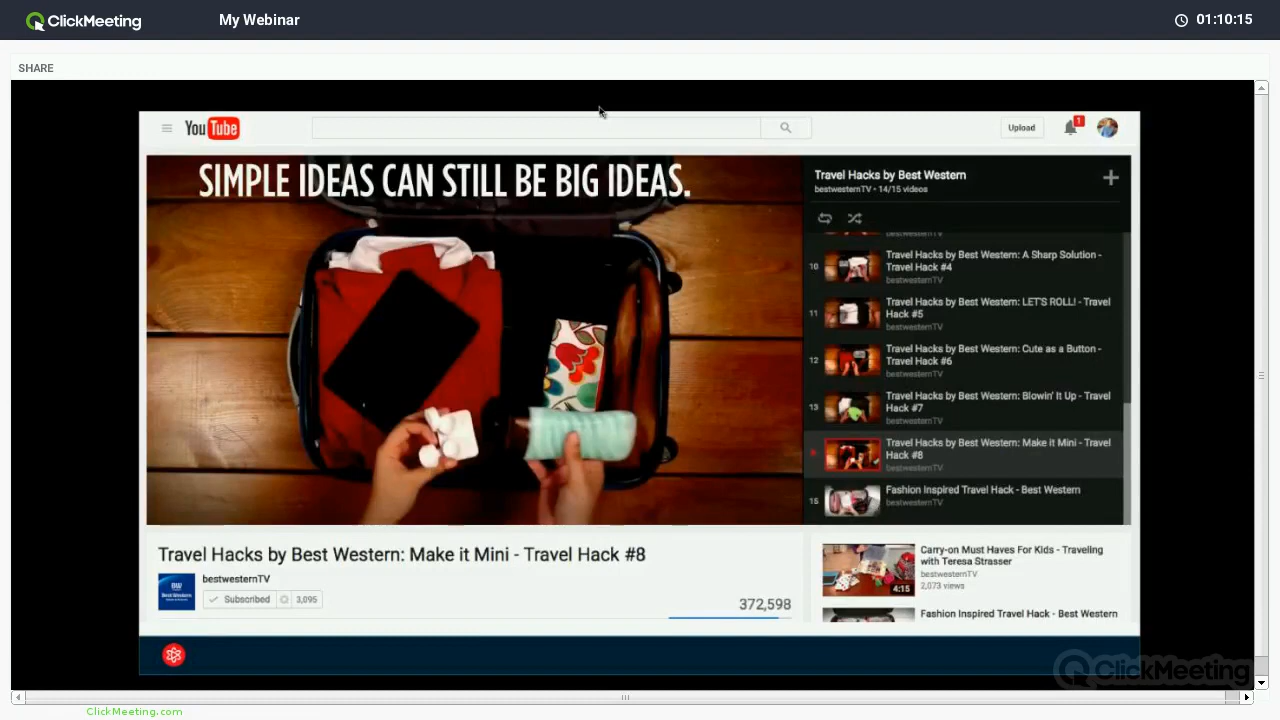 ClickMeeting
My Webinar
01:10:15
SHARE
YouTube
Upload
1
SIMPLE IDEAS CAN STILL BE BIG IDEAS.
Travel Hacks by Best Western
bestwesternTV • 14/15 videos
bestwesternTV
10
Travel Hacks by Best Western: A Sharp Solution -
Travel Hack #4
bestwesternTV
11
Travel Hacks by Best Western: LET'S ROLL! - Travel
Hack #5
bestwesternTV
12
Travel Hacks by Best Western: Cute as a Button -
Travel Hack #6
bestwesternTV
13
Travel Hacks by Best Western: Blowin' It Up - Travel
Hack #7
bestwesternTV
Travel Hacks by Best Western: Make it Mini - Travel
Hack #8
bestwesternTV
15
Fashion Inspired Travel Hack - Best Western
bestwesternTV
Travel Hacks by Best Western: Make it Mini - Travel Hack #8
BW
Best Western
bestwesternTV
Subscribed
3,095
372,598
Carry-on Must Haves For Kids - Traveling
with Teresa Strasser
bestwesternTV
2,073 views
4:15
Fashion Inspired Travel Hack - Best Western
ClickMeeting
ClickMeeting.com